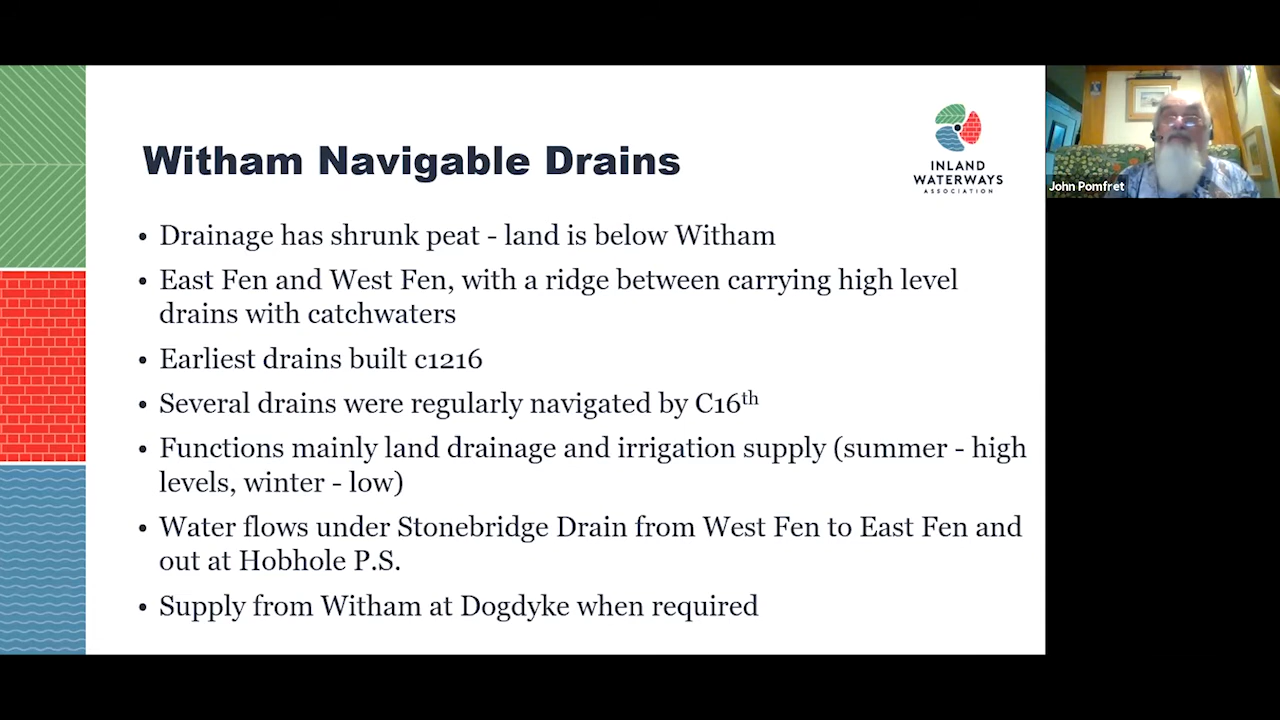 Witham Navigable Drains
INLAND
WATERWAYS
ASSOCIATION
John Pomfret
• Drainage has shrunk peat - land is below Witham
• East Fen and West Fen, with a ridge between carrying high level
drains with catchwaters
• Earliest drains built c1216
• Several drains were regularly navigated by C16th
• Functions mainly land drainage and irrigation supply (summer - high
levels, winter - low)
• Water flows under Stonebridge Drain from West Fen to East Fen and
out at Hobhole P.S.
• Supply from Witham at Dogdyke when required